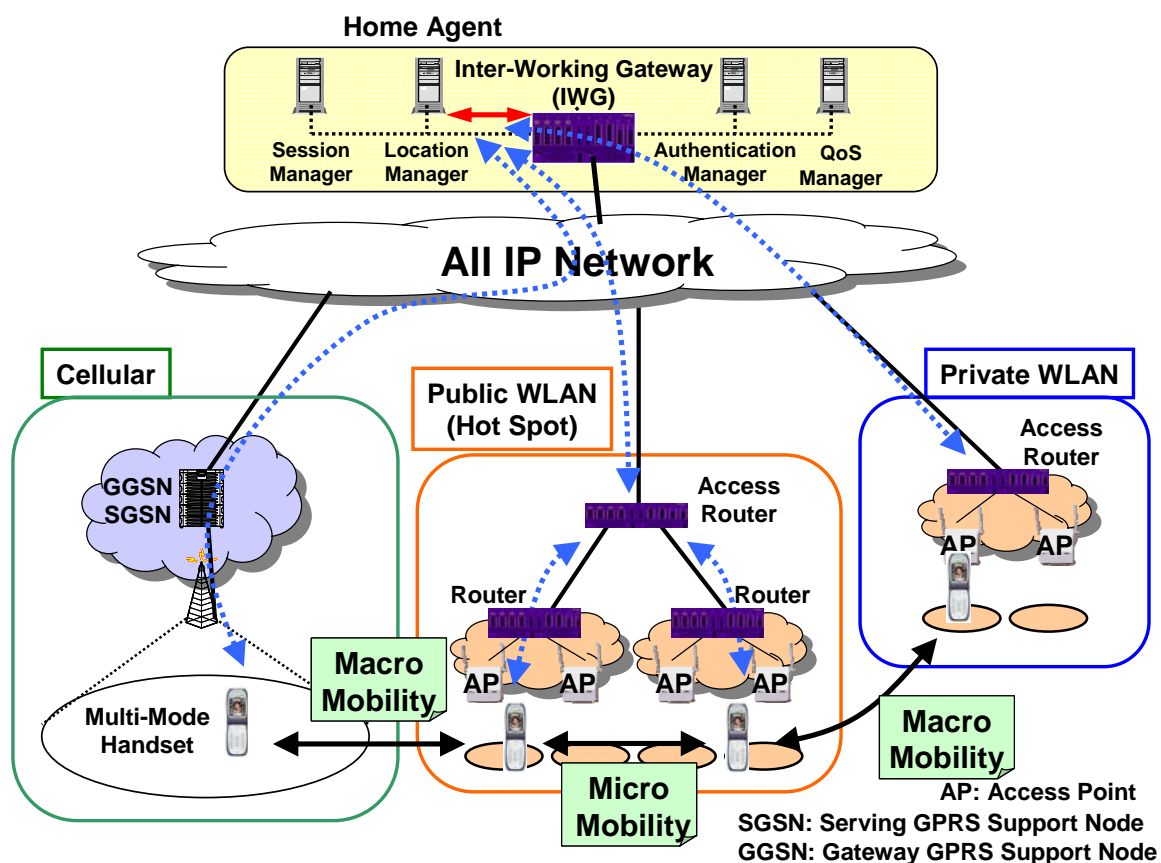 Home Agent
Inter-Working Gateway
(IWG)
Session
Manager
Location
Manager
Authentication
Manager
QoS
Manager
All IP Network
Cellular
Public WLAN
(Hot Spot)
Private WLAN
GGSN
SGSN
Access
Router
Access
Router
AP
AP
Router
Router
AP
AP
AP
AP
Macro
Mobility
Multi-Mode
Handset
Micro
Mobility
Macro
Mobility
AP: Access Point
SGSN: Serving GPRS Support Node
GGSN: Gateway GPRS Support Node